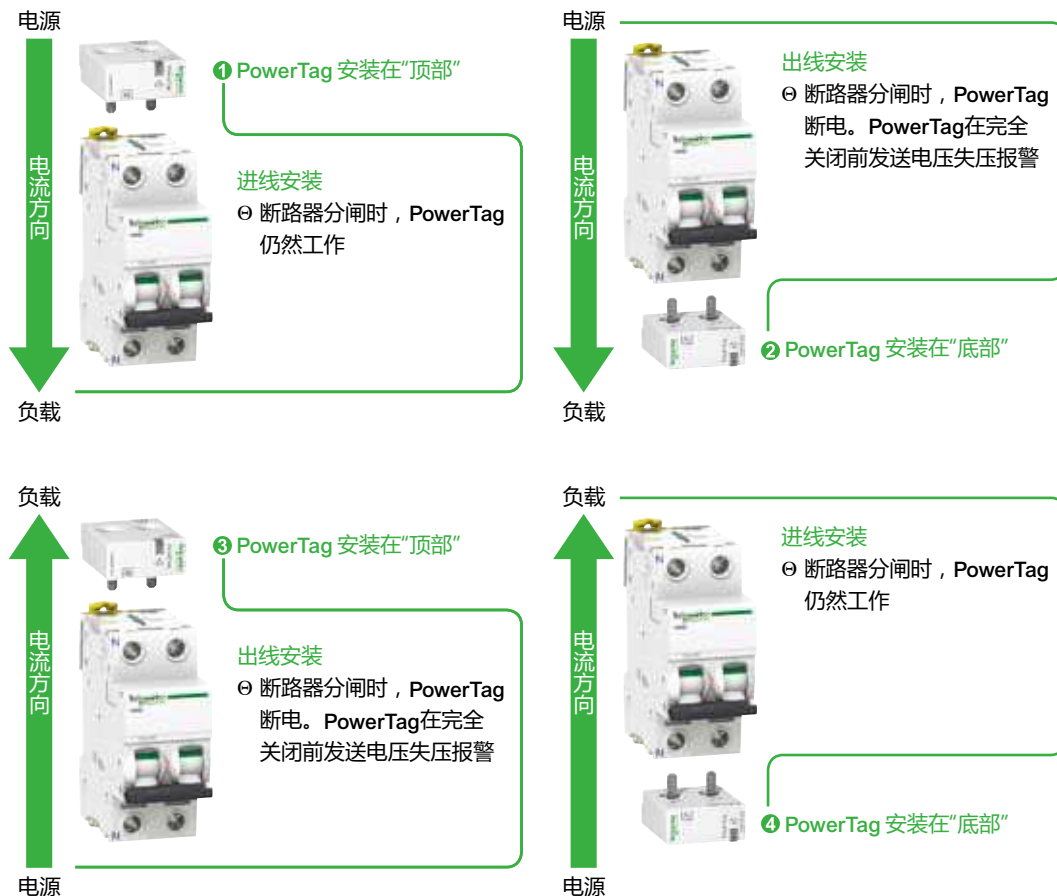 电源
电流方向
负载
❶ PowerTag 安装在“顶部”
进线安装
Θ 断路器分闸时，PowerTag
仍然工作
电源
电流方向
负载
出线安装
Θ 断路器分闸时，PowerTag
断电。PowerTag在完全
关闭前发送电压失压报警
❷ PowerTag 安装在“底部”
负载
电流方向
电源
❸ PowerTag 安装在“顶部”
出线安装
Θ 断路器分闸时，PowerTag
断电。PowerTag在完全
关闭前发送电压失压报警
负载
电流方向
电源
进线安装
Θ 断路器分闸时，PowerTag
仍然工作
❹ PowerTag 安装在“底部”